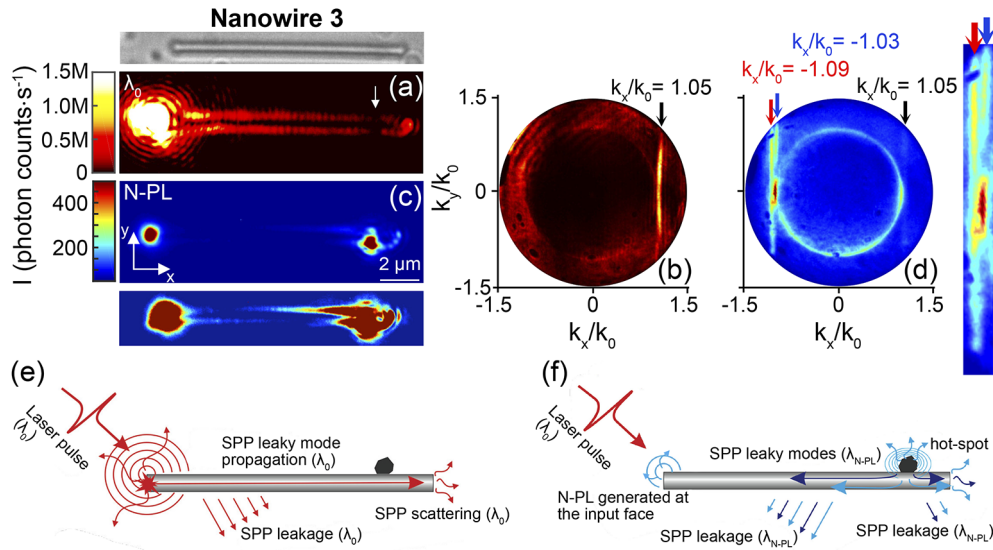 Nanowire 3
I (photon counts·s⁻¹)
1.5M
1.0M
0.5M
0
λ₀
(a)
400
200
N-PL
(c)
y
x
2 µm
kₓ/k₀= 1.05
k_y/k₀
1.5
0
-1.5
-1.5
0
1.5
kₓ/k₀
(b)
kₓ/k₀= -1.03
kₓ/k₀= -1.09
kₓ/k₀= 1.05
-1.5
0
1.5
kₓ/k₀
(d)
(e)
Laser pulse
(λ₀)
SPP leaky mode
propagation (λ₀)
SPP leakage (λ₀)
SPP scattering (λ₀)
(f)
Laser pulse
(λ₀)
N-PL generated at
the input face
SPP leaky modes (λN-PL)
hot-spot
SPP leakage (λN-PL)
SPP leakage (λN-PL)